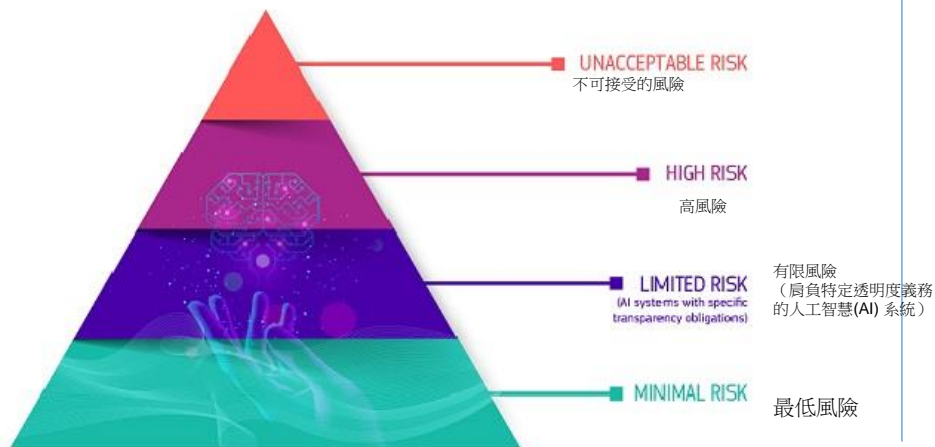 UNACCEPTABLE RISK
不可接受的風險
HIGH RISK
高風險
LIMITED RISK
(AI systems with specific
transparency obligations)
有限風險
（肩負特定透明度義務
的人工智慧(AI) 系統）
MINIMAL RISK
最低風險